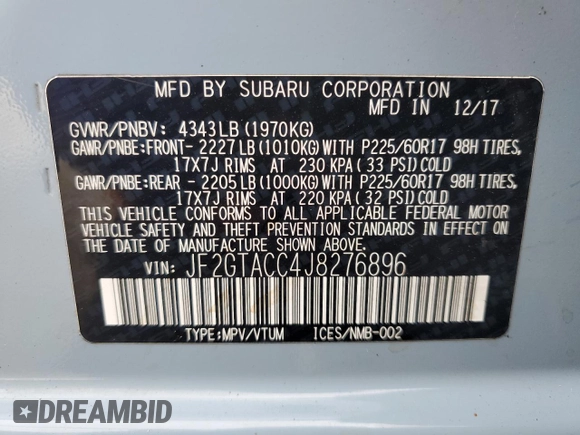 MFD BY SUBARU CORPORATION
MFD IN 12/17
GVWR/PNBV: 4343LB (1970KG)
GAWR/PNBE:FRONT- 2227LB (1010KG)WITH P225/60R17 98H TIRES,
17X7J RIMS AT 230 KPA (33 PSI)COLD
GAWR/PNBE:REAR - 2205LB (1000KG)WITH P225/60R17 98H TIRES,
17X7J RIMS AT 220 KPA (32 PSI)COLD
THIS VEHICLE CONFORMS TO ALL APPLICABLE FEDERAL MOTOR
VEHICLE SAFETY AND THEFT PREVENTION STANDARDS IN EFFECT
ON THE DATE OF MANUFACTURE SHOWN ABOVE.
VIN: JF2GTACC4J8276896
TYPE:MPV/VTUM ICES/NMB-002
DREAMBID